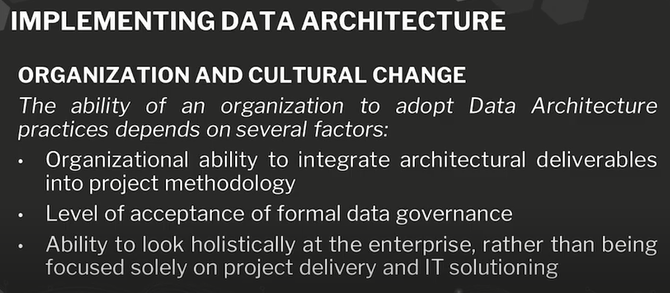 IMPLEMENTING DATA ARCHITECTURE
ORGANIZATION AND CULTURAL CHANGE
The ability of an organization to adopt Data Architecture
practices depends on several factors:
• Organizational ability to integrate architectural deliverables
into project methodology
• Level of acceptance of formal data governance
• Ability to look holistically at the enterprise, rather than being
focused solely on project delivery and IT solutioning